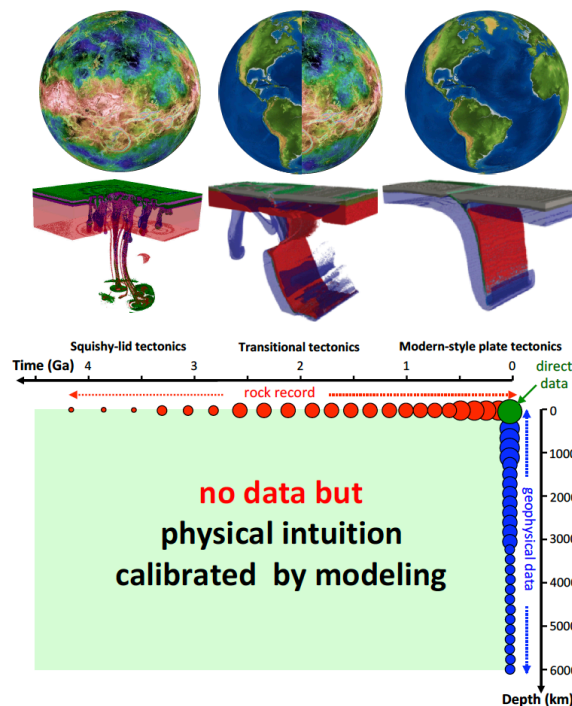 Squishy-lid tectonics Transitional tectonics Modern-style plate tectonics
Time (Ga) 4 3 2 1 0
direct
data
rock record
0
1000
2000
3000
4000
5000
6000
geophysical data
no data but
physical intuition
calibrated by modeling
Depth (km)